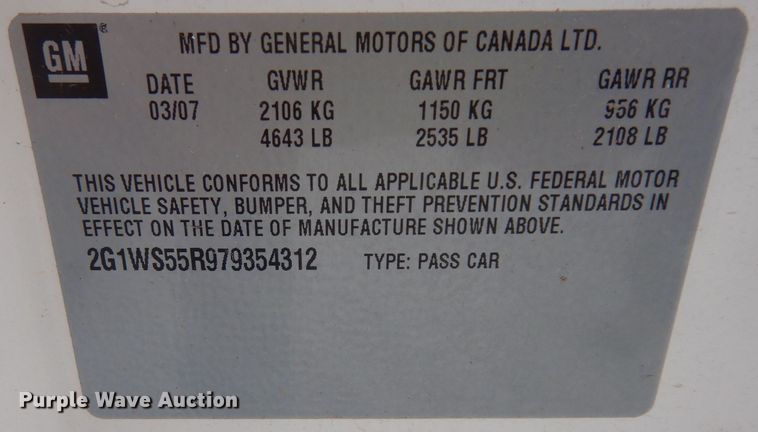 GM ®
MFD BY GENERAL MOTORS OF CANADA LTD.
DATE GVWR GAWR FRT GAWR RR
03/07 2106 KG 1150 KG 956 KG
4643 LB 2535 LB 2108 LB
THIS VEHICLE CONFORMS TO ALL APPLICABLE U.S. FEDERAL MOTOR
VEHICLE SAFETY, BUMPER, AND THEFT PREVENTION STANDARDS IN
EFFECT ON THE DATE OF MANUFACTURE SHOWN ABOVE.
2G1WS55R979354312 TYPE: PASS CAR
Purple Wave Auction